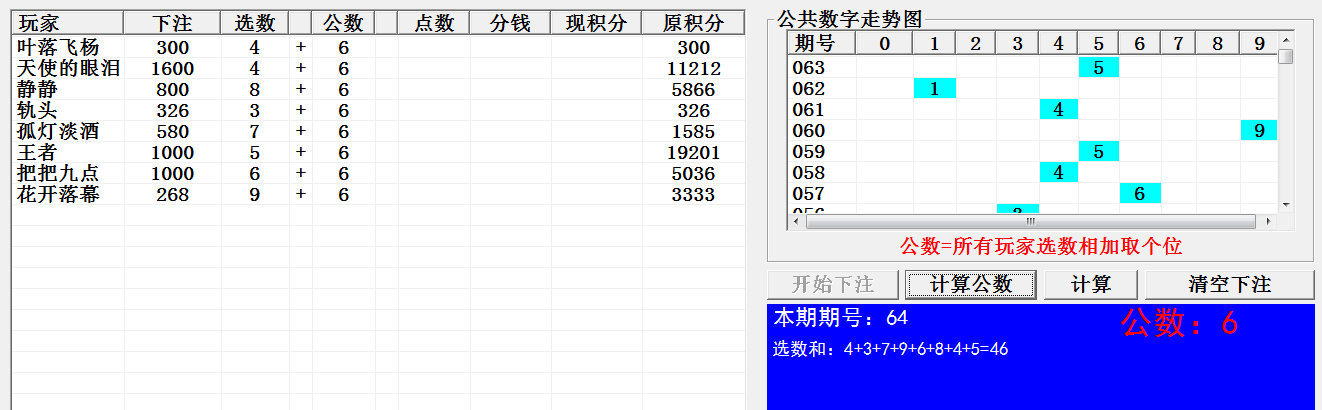 玩家 下注 选数 公数 点数 分钱 现积分 原积分
叶落飞杨 300 4 + 6 300
天使的眼泪 1600 4 + 6 11212
静静 800 8 + 6 5866
轨头 326 3 + 6 326
孤灯淡酒 580 7 + 6 1585
王者 1000 5 + 6 19201
把把九点 1000 6 + 6 5036
花开落幕 268 9 + 6 3333
公共数字走势图
期号 0 1 2 3 4 5 6 7 8 9
063 5
062 1
061 4
060 9
059 5
058 4
057 6
056 3
公数=所有玩家选数相加取个位
开始下注 计算公数 计算 清空下注
本期期号：64 公数：6
选数和：4+3+7+9+6+8+4+5=46